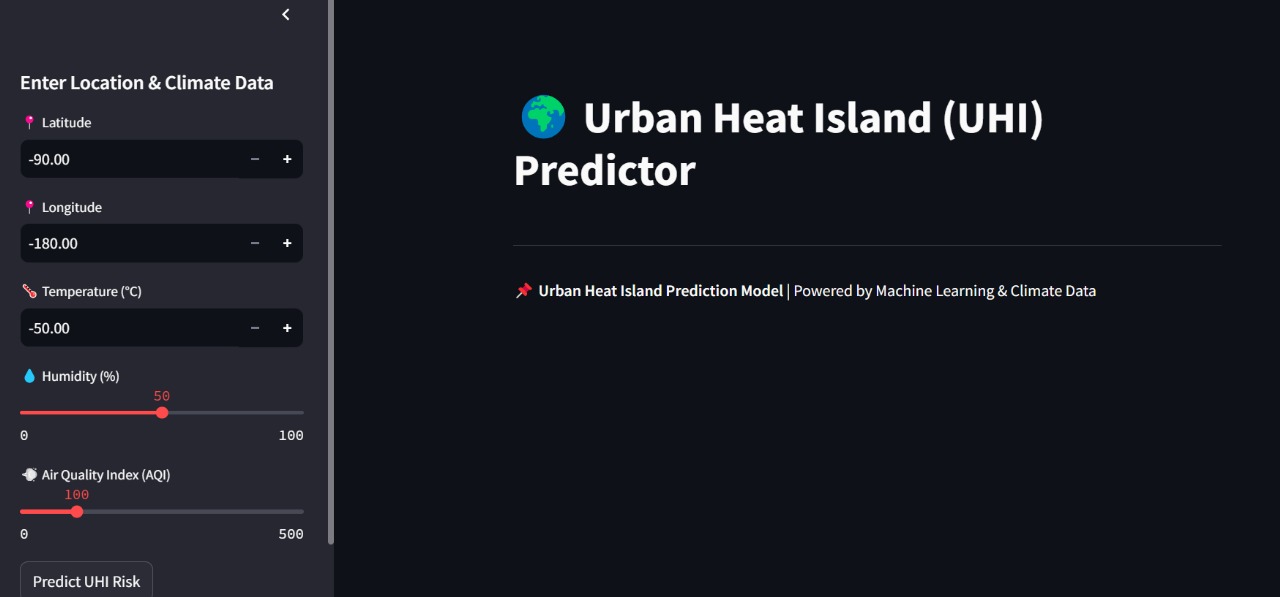 Enter Location & Climate Data
Latitude
-90.00
Longitude
-180.00
Temperature (°C)
-50.00
Humidity (%)
50
0 100
Air Quality Index (AQI)
100
0 500
Predict UHI Risk
Urban Heat Island (UHI)
Predictor
Urban Heat Island Prediction Model | Powered by Machine Learning & Climate Data